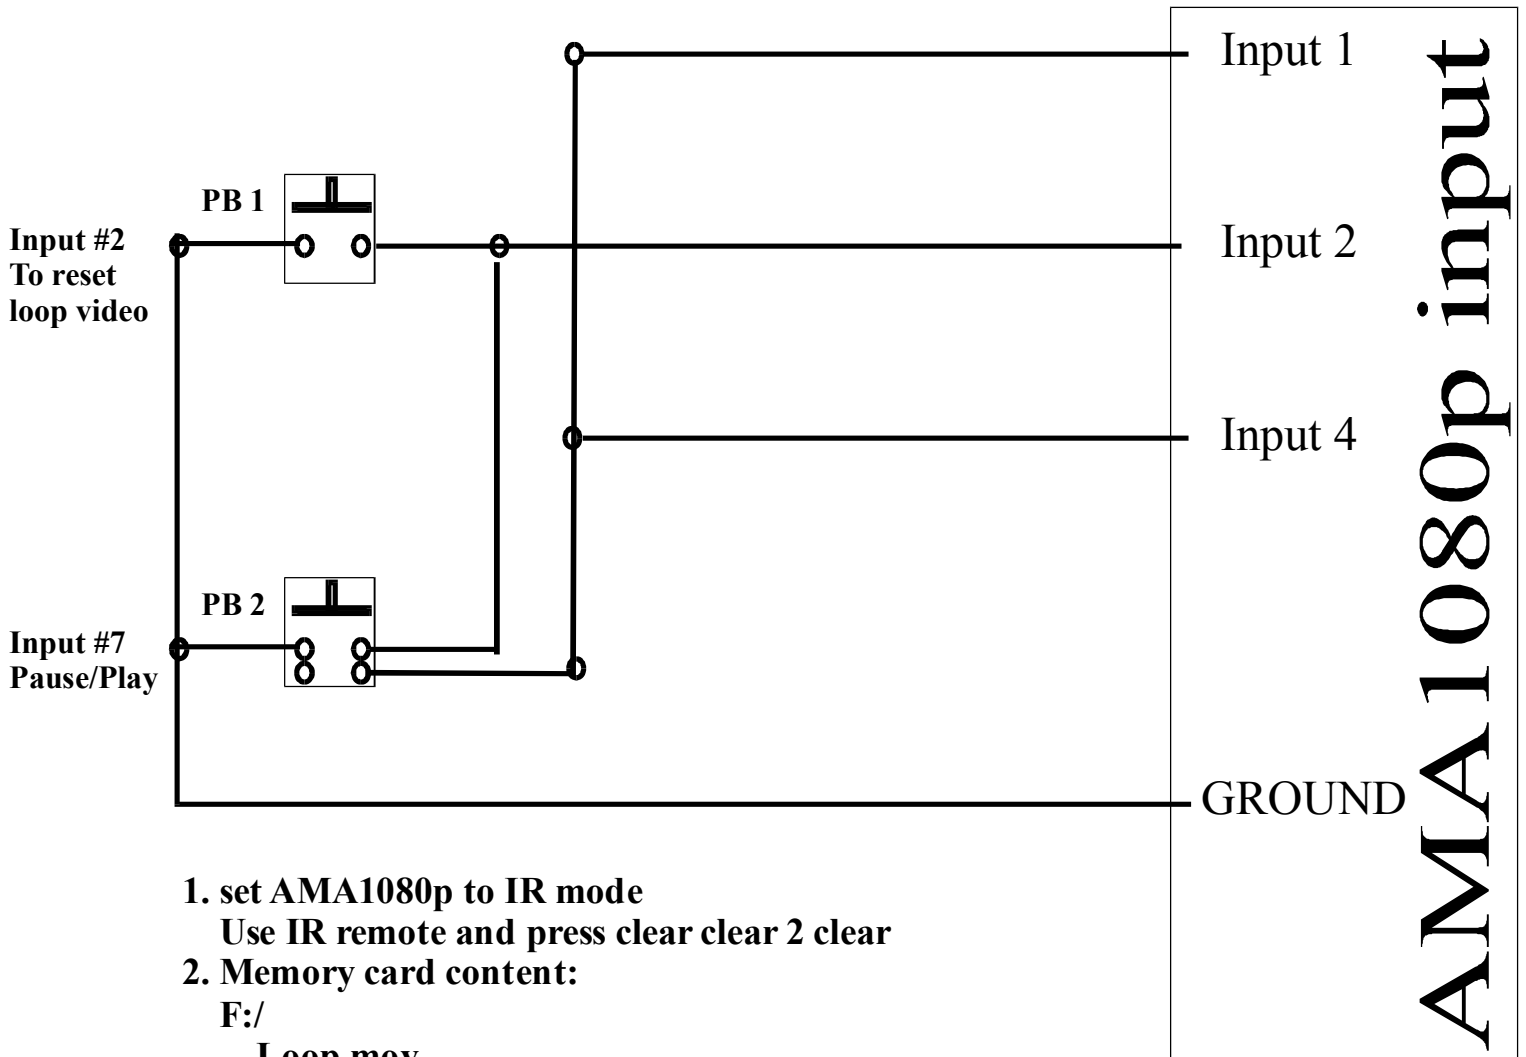 Input 1
PB 1
Input #2
To reset
loop video
Input 2
Input 4
PB 2
Input #7
Pause/Play
GROUND
AMA1080p input
1. set AMA1080p to IR mode
Use IR remote and press clear clear 2 clear
2. Memory card content:
F:/
Loop.mov